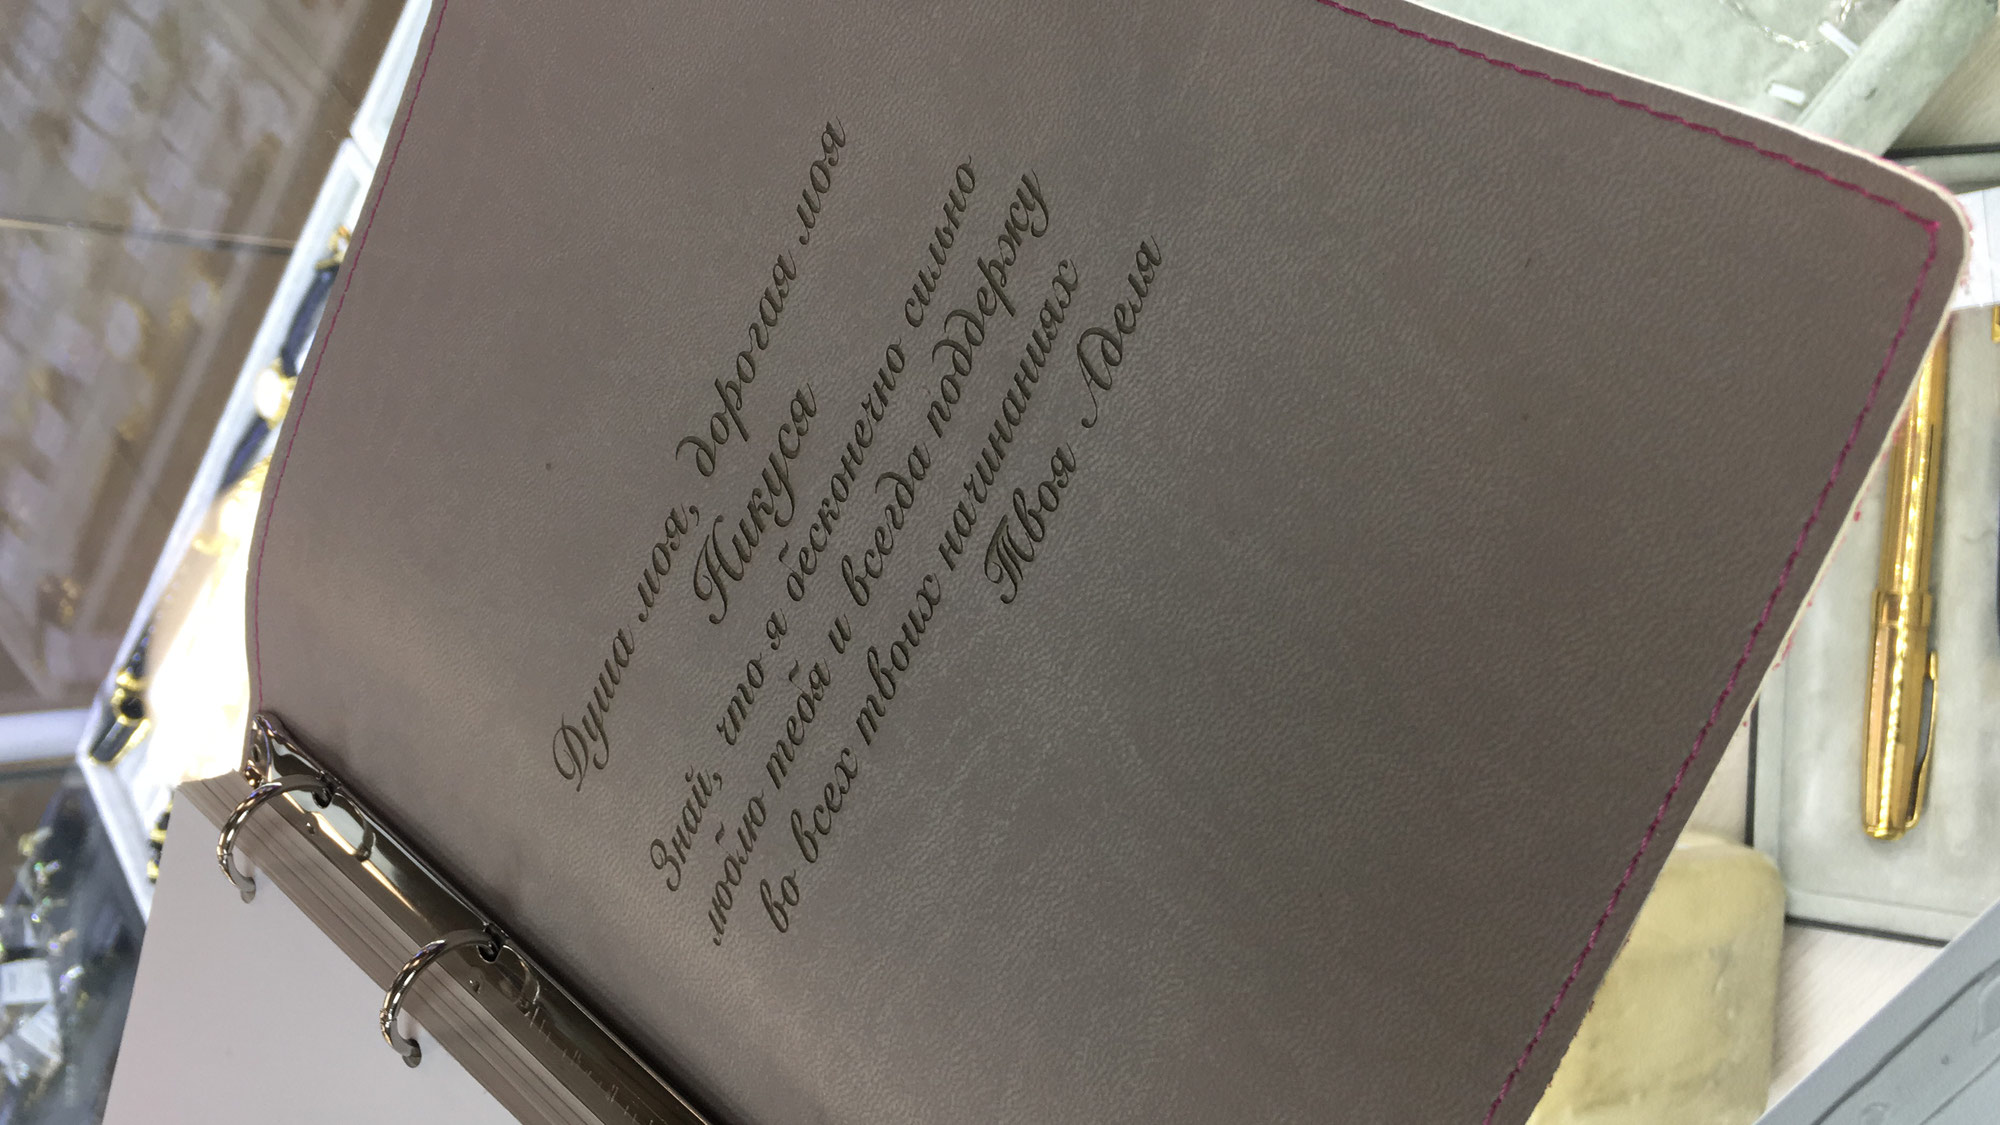 Душа моя, дорогая моя
Никуся
Знай, что я бесконечно сильно
люблю тебя и всегда поддержу
во всех твоих начинаниях
Твоя Аделя